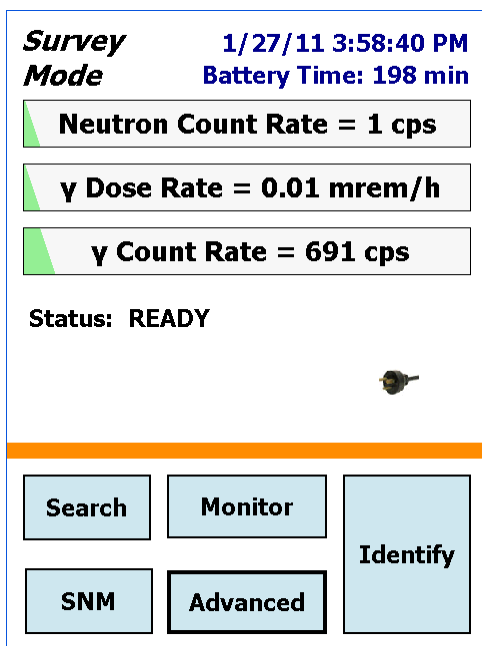 Survey Mode
1/27/11 3:58:40 PM
Battery Time: 198 min
Neutron Count Rate = 1 cps
γ Dose Rate = 0.01 mrem/h
γ Count Rate = 691 cps
Status: READY
Search
Monitor
Identify
SNM
Advanced